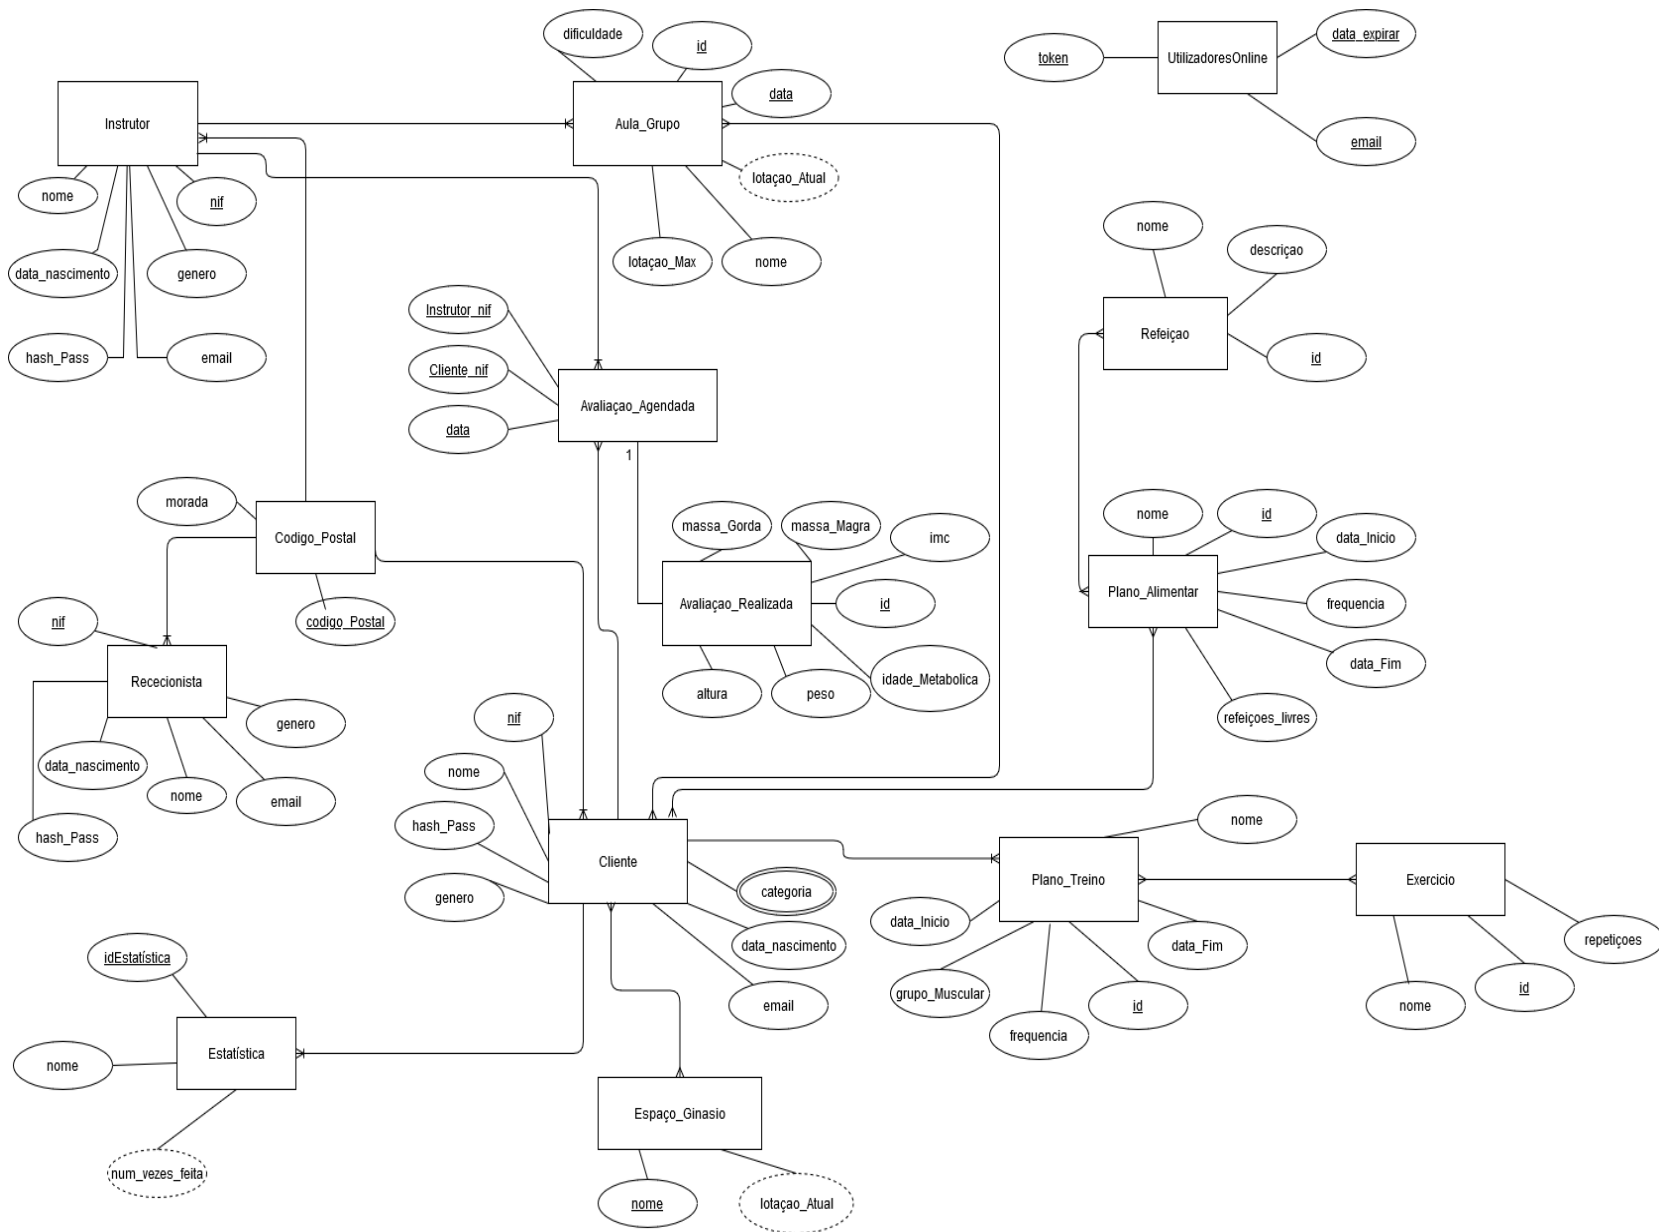 dificuldade
id
data_expirar
token
UtilizadoresOnline
data
Instrutor
Aula_Grupo
email
lotaçao_Atual
nome
nif
nome
descriçao
data_nascimento
genero
lotaçao_Max
nome
Instrutor_nif
Refeiçao
hash_Pass
email
id
Cliente_nif
Avaliaçao_Agendada
data
1
morada
massa_Gorda
massa_Magra
imc
nome
id
data_Inicio
Codigo_Postal
Avaliaçao_Realizada
id
Plano_Alimentar
frequência
nif
codigo_Postal
data_Fim
Rececionista
altura
peso
idade_Metabolica
genero
nif
refeiçoes_livres
data_nascimento
nome
email
nome
hash_Pass
hash_Pass
nome
Cliente
categoria
Plano_Treino
Exercicio
genero
data_Inicio
data_nascimento
data_Fim
repetiçoes
idEstatística
grupo_Muscular
id
nome
id
email
frequencia
Estatística
nome
Espaço_Ginasio
num_vezes_feita
nome
lotaçao_Atual